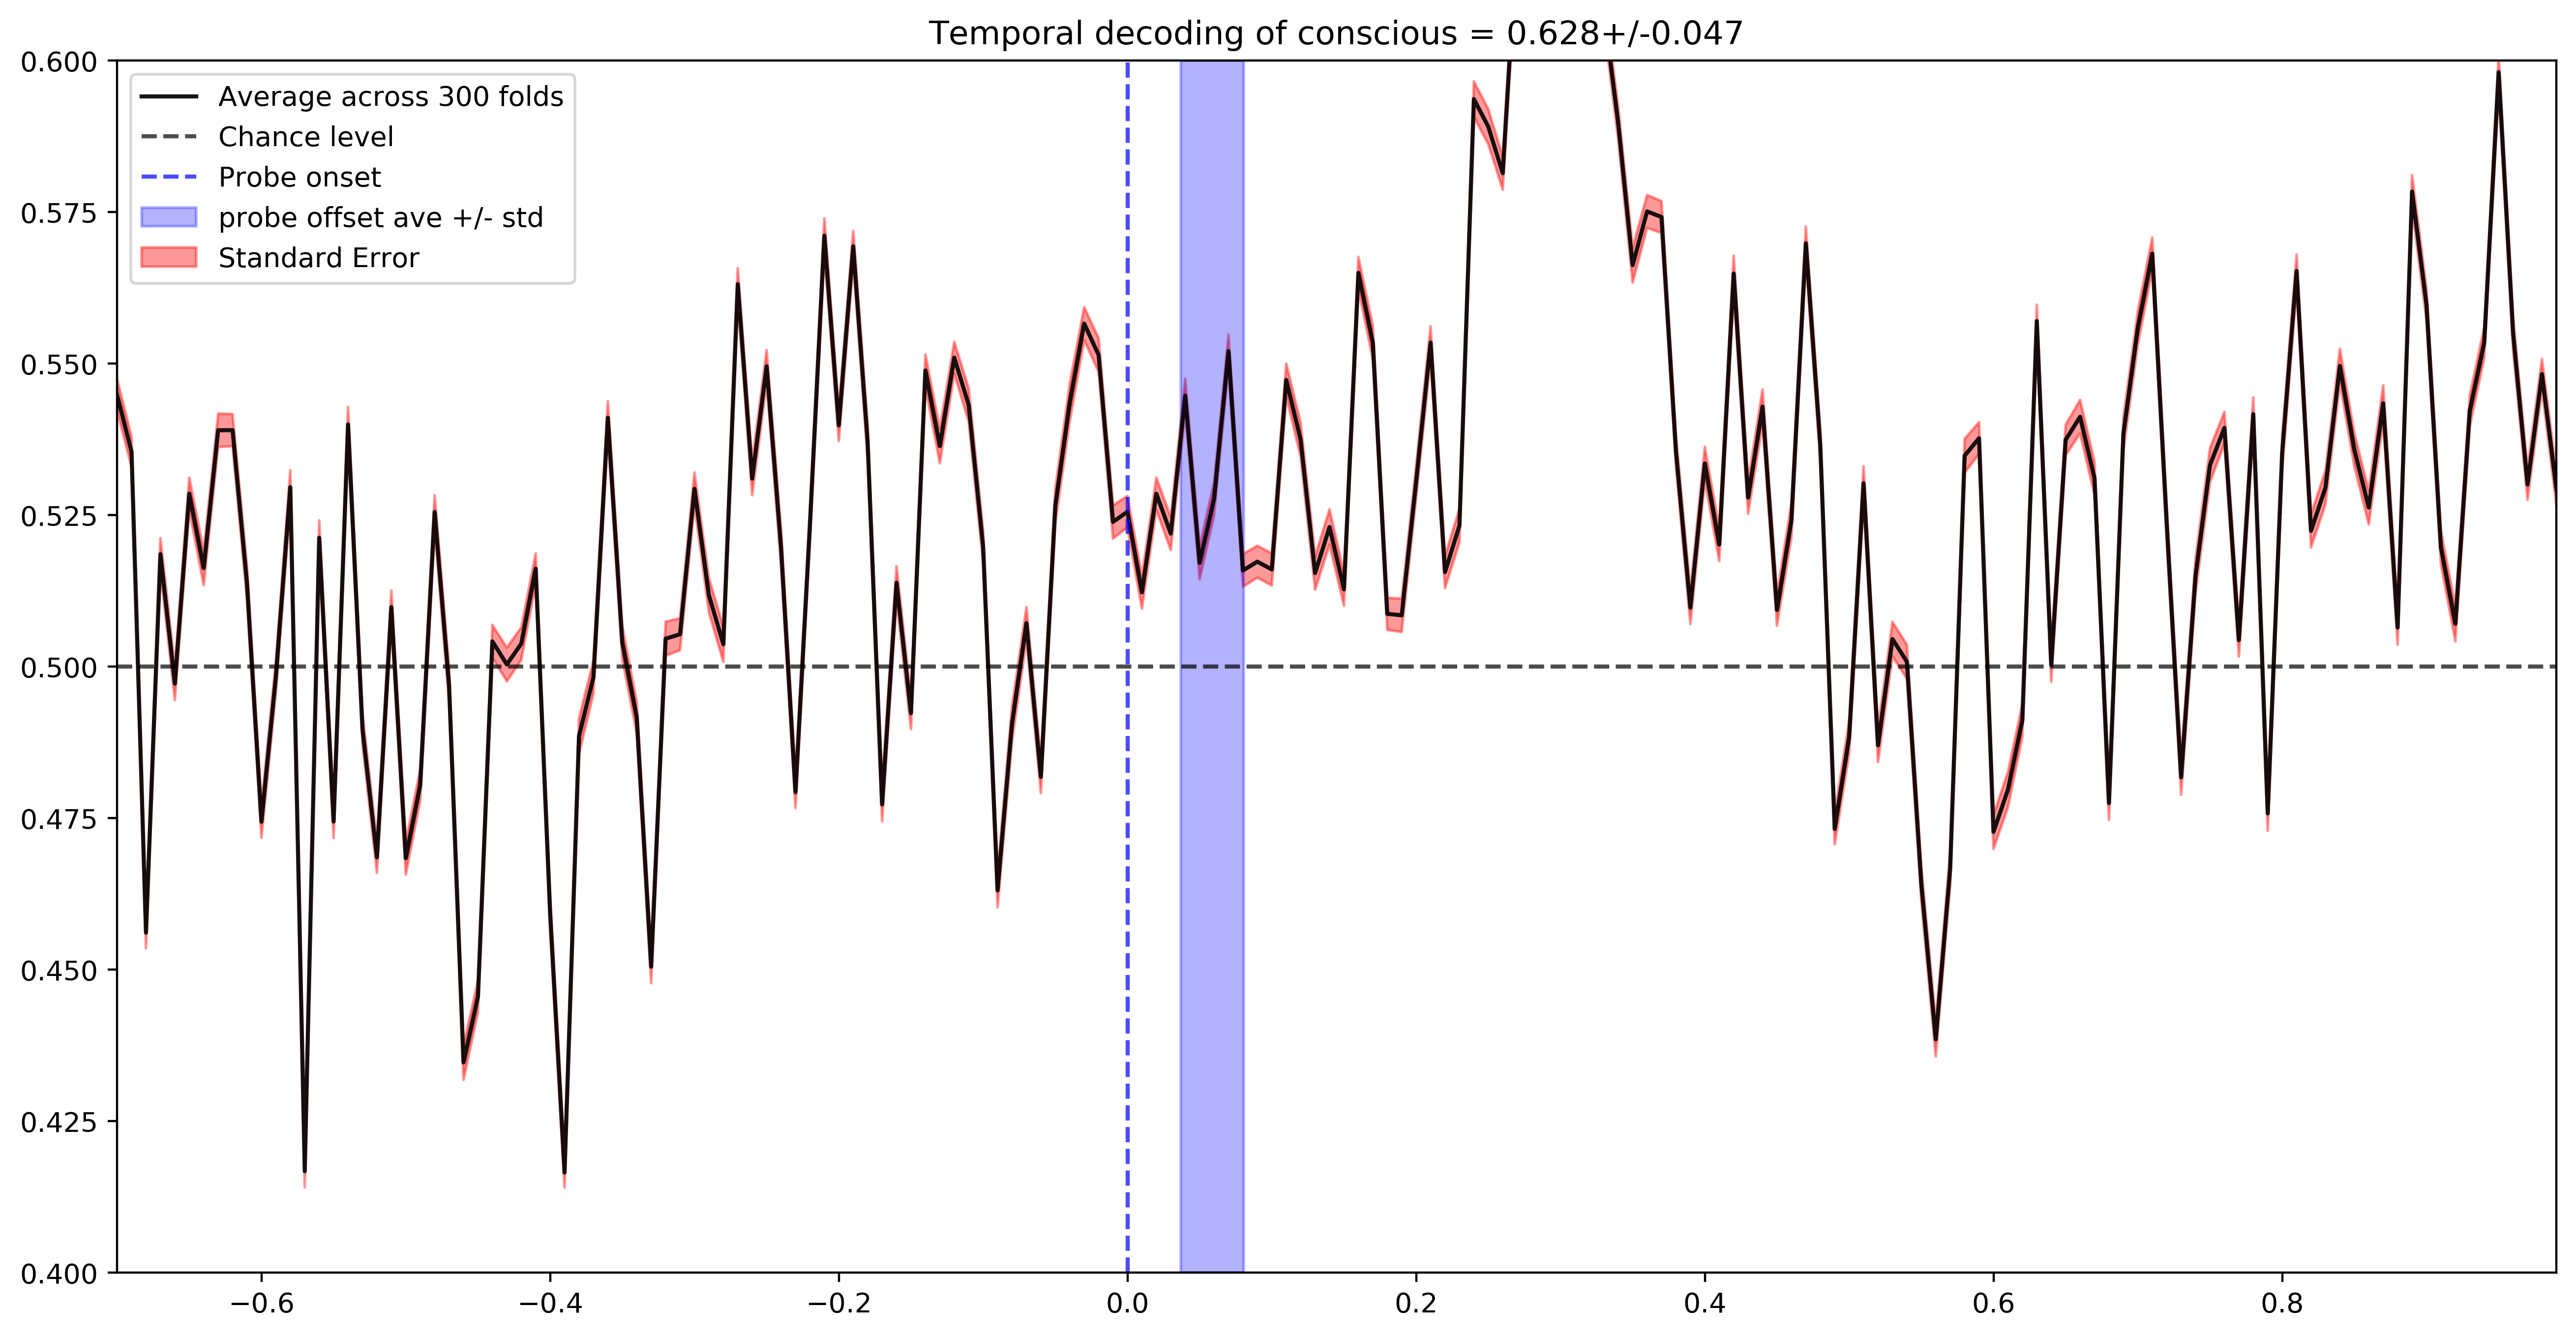 Temporal decoding of conscious = 0.628+/-0.047
0.600
0.575
0.550
0.525
0.500
0.475
0.450
0.425
0.400
Average across 300 folds
Chance level
Probe onset
probe offset ave +/- std
Standard Error
−0.6 −0.4 −0.2 0.0 0.2 0.4 0.6 0.8